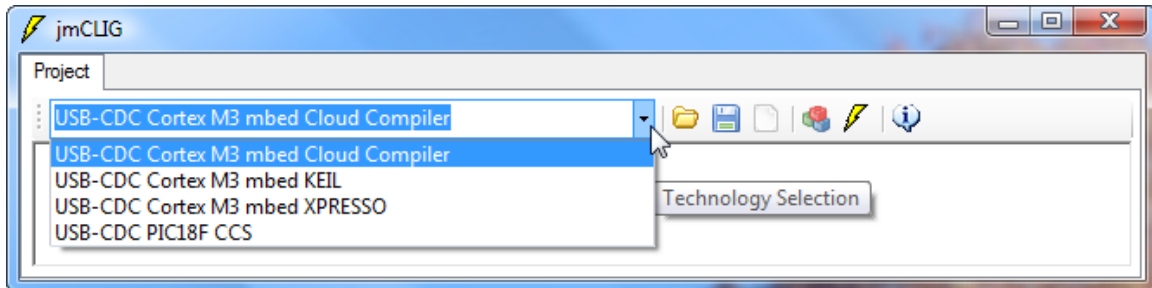 jmCLIG
Project
USB-CDC Cortex M3 mbed Cloud Compiler
USB-CDC Cortex M3 mbed Cloud Compiler
USB-CDC Cortex M3 mbed KEIL
USB-CDC Cortex M3 mbed XPRESSO
USB-CDC PIC18F CCS
Technology Selection